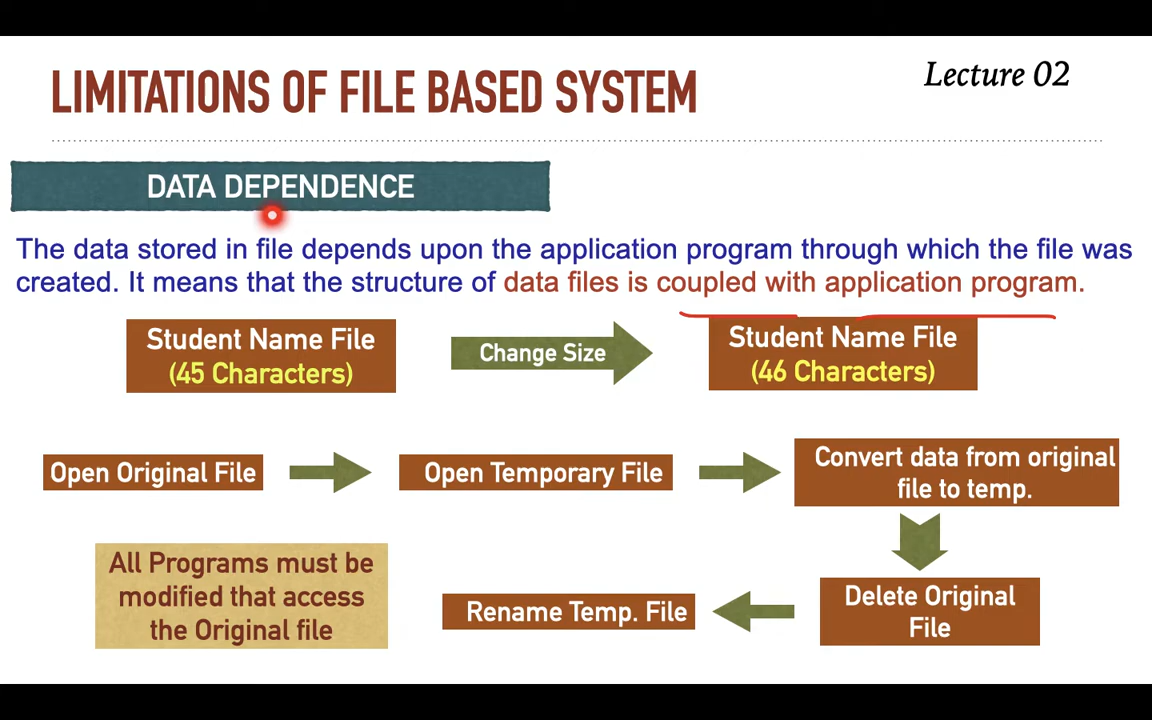 LIMITATIONS OF FILE BASED SYSTEM
Lecture 02
DATA DEPENDENCE
The data stored in file depends upon the application program through which the file was
created. It means that the structure of data files is coupled with application program.
Student Name File
(45 Characters)
Change Size
Student Name File
(46 Characters)
Open Original File
Open Temporary File
Convert data from original
file to temp.
Delete Original
File
Rename Temp. File
All Programs must be
modified that access
the Original file